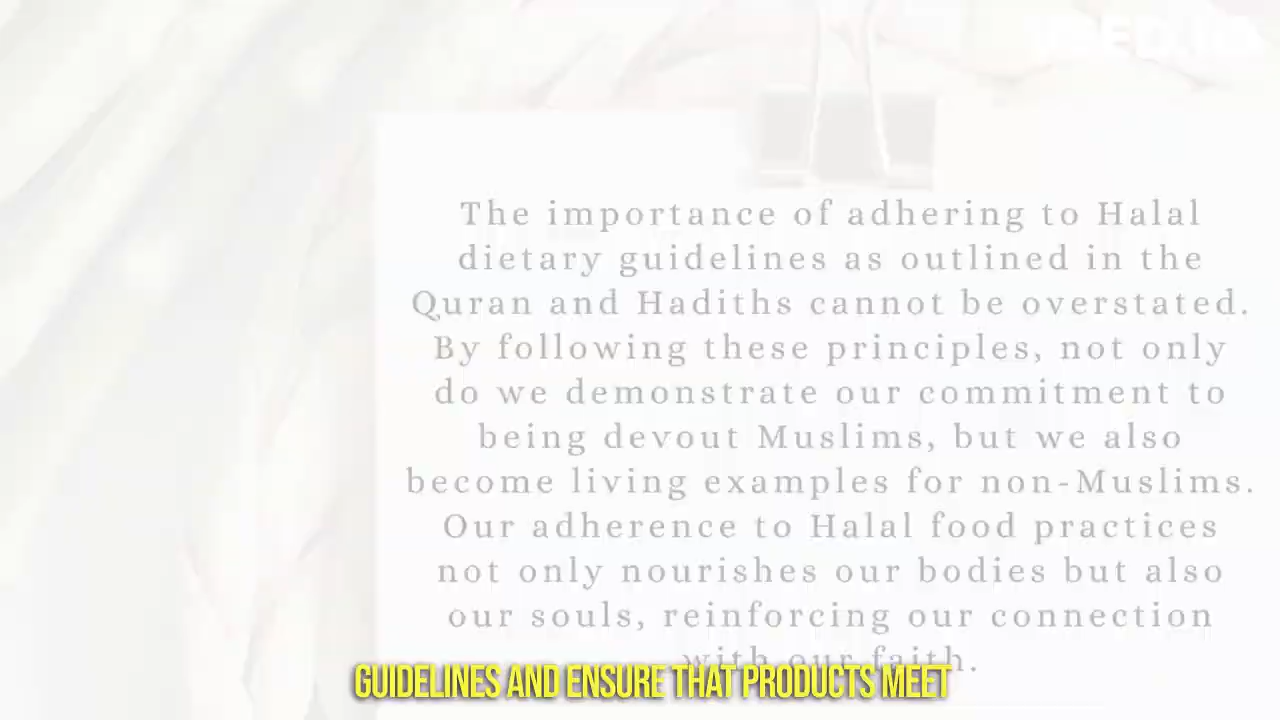 The importance of adhering to Halal
dietary guidelines as outlined in the
Quran and Hadiths cannot be overstated.
By following these principles, not only
do we demonstrate our commitment to
being devout Muslims, but we also
become living examples for non-Muslims.
Our adherence to Halal food practices
not only nourishes our bodies but also
our souls, reinforcing our connection
with our faith.
GUIDELINES AND ENSURE THAT PRODUCTS MEET